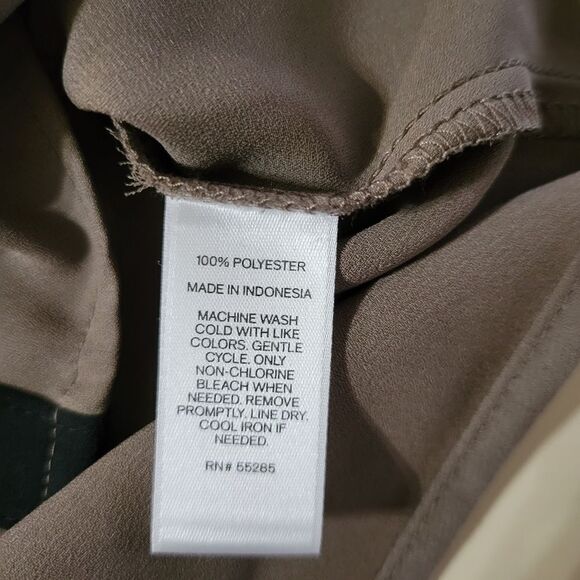 100% POLYESTER
MADE IN INDONESIA
MACHINE WASH
COLD WITH LIKE
COLORS. GENTLE
CYCLE. ONLY
NON-CHLORINE
BLEACH WHEN
NEEDED. REMOVE
PROMPTLY. LINE DRY.
COOL IRON IF
NEEDED.
RN# 55285